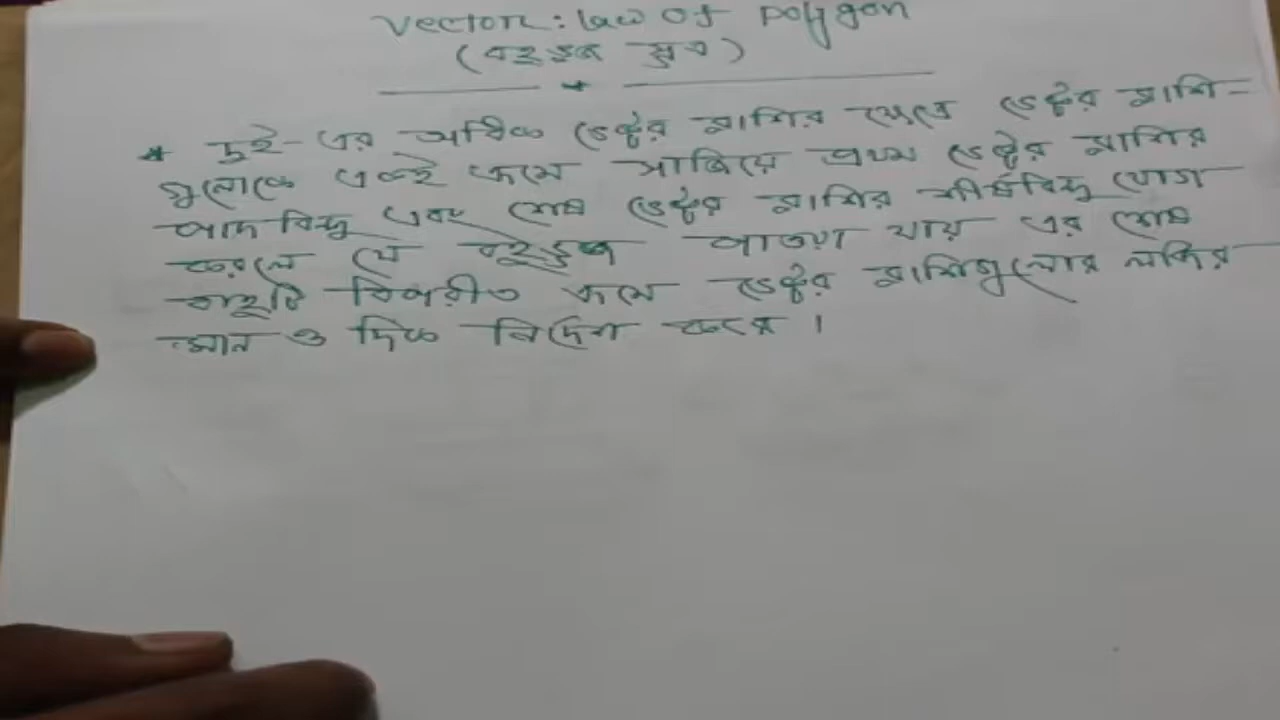 Vector: Law of polygon
(বহুভুজ সুত্র)
* দুই-এর অধিক ভেক্টর রাশির ক্ষেত্রে ভেক্টর রাশি-
গুলোকে একই ক্রমে সাজিয়ে প্রথম ভেক্টর রাশির
পাদবিন্দু এবং শেষ ভেক্টর রাশির শীর্ষবিন্দু যোগ
করলে যে বহুভুজ পাওয়া যায় এর শেষ
বাহুটি বিপরীত ক্রমে ভেক্টর রাশিগুলোর লব্ধির
মান ও দিক নির্দেশ করে ।